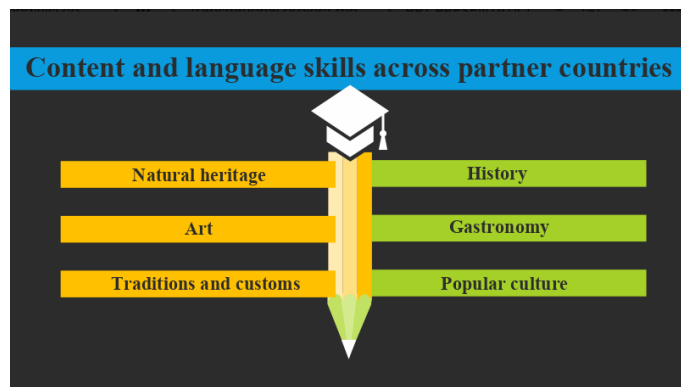 Content and language skills across partner countries
Natural heritage
History
Art
Gastronomy
Traditions and customs
Popular culture